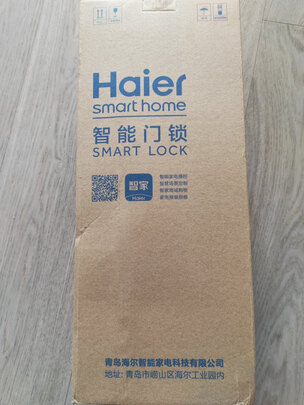 Haier
smart home
智能门锁
SMART LOCK
智家
Haier
青岛海尔智能家电科技有限公司
地址: 青岛市崂山区海尔工业园内